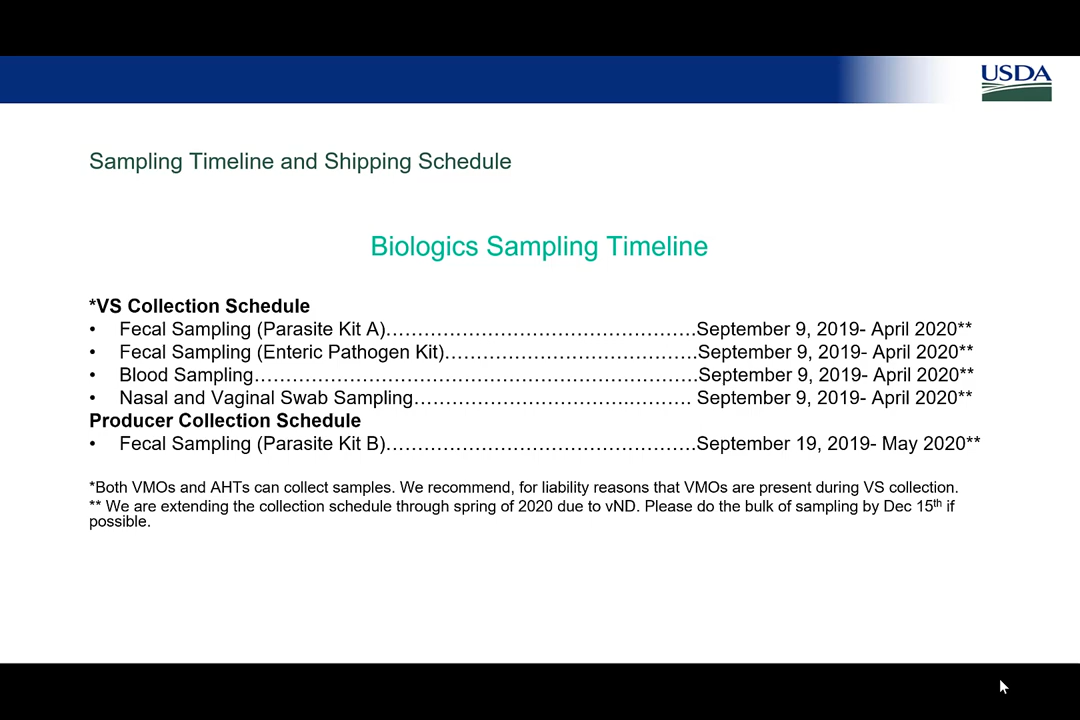 USDA
Sampling Timeline and Shipping Schedule
Biologics Sampling Timeline
*VS Collection Schedule
• Fecal Sampling (Parasite Kit A)………………………………………….September 9, 2019- April 2020**
• Fecal Sampling (Enteric Pathogen Kit)………………………………….September 9, 2019- April 2020**
• Blood Sampling…………………………………………………………….September 9, 2019- April 2020**
• Nasal and Vaginal Swab Sampling…………………………….………. September 9, 2019- April 2020**
Producer Collection Schedule
• Fecal Sampling (Parasite Kit B)………………………………………….September 19, 2019- May 2020**
*Both VMOs and AHTs can collect samples. We recommend, for liability reasons that VMOs are present during VS collection.
** We are extending the collection schedule through spring of 2020 due to vND. Please do the bulk of sampling by Dec 15th if
possible.